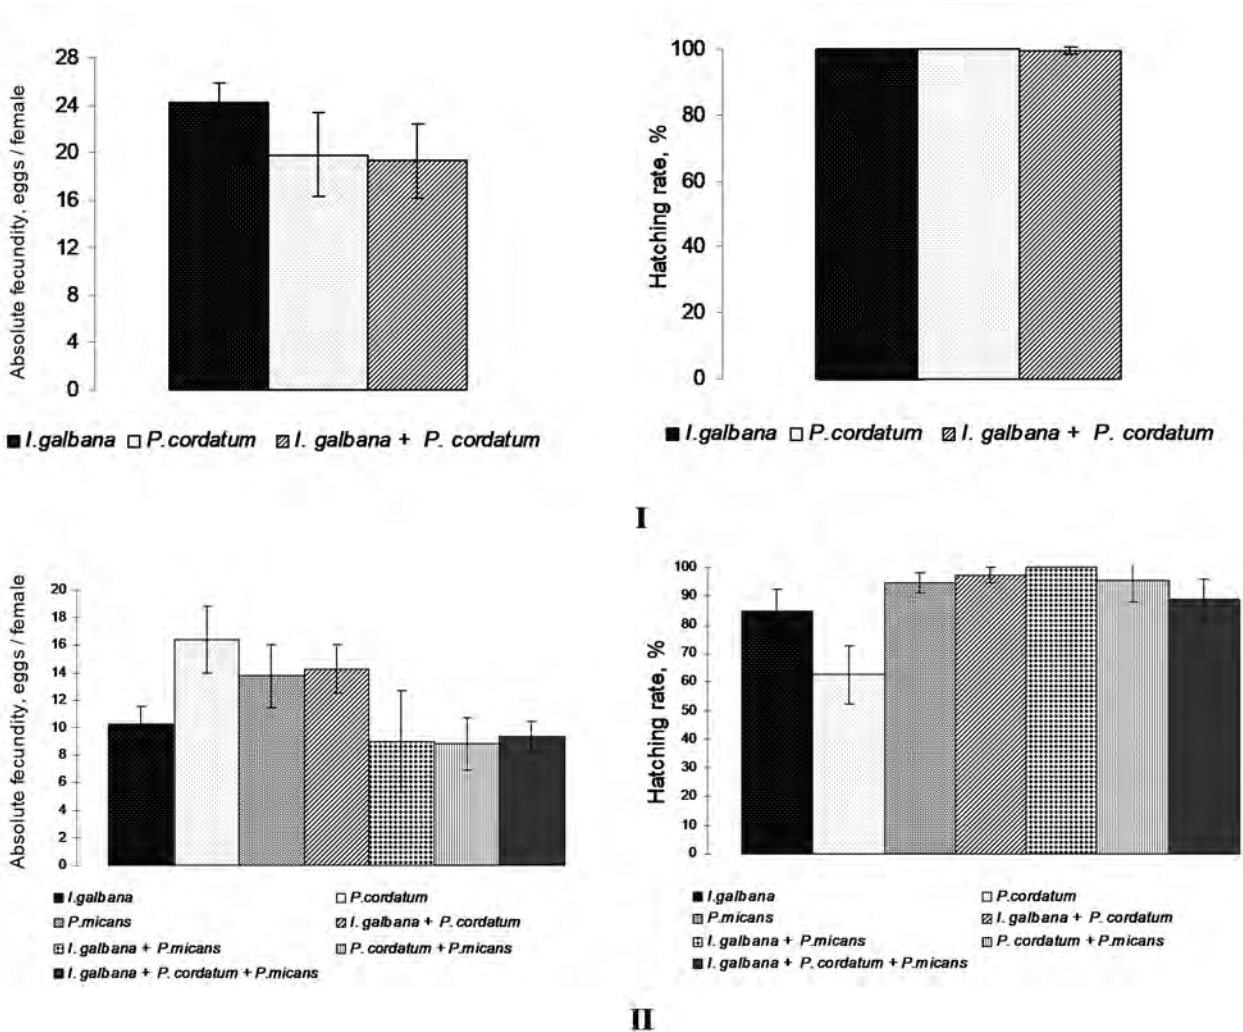 Absolute fecundity, eggs / female
28
24
20
16
12
8
4
0
I.galbana P.cordatum I. galbana + P. cordatum
Hatching rate, %
100
80
60
40
20
0
I.galbana P.cordatum I. galbana + P. cordatum
I
Absolute fecundity, eggs / female
20
18
16
14
12
10
8
6
4
2
0
I.galbana P.cordatum
P.micans I. galbana + P. cordatum
I. galbana + P.micans P. cordatum + P.micans
I. galbana + P. cordatum + P.micans
Hatching rate, %
100
90
80
70
60
50
40
30
20
10
0
I.galbana P.cordatum
P.micans I. galbana + P. cordatum
I. galbana + P.micans P. cordatum + P.micans
I. galbana + P. cordatum + P.micans
II